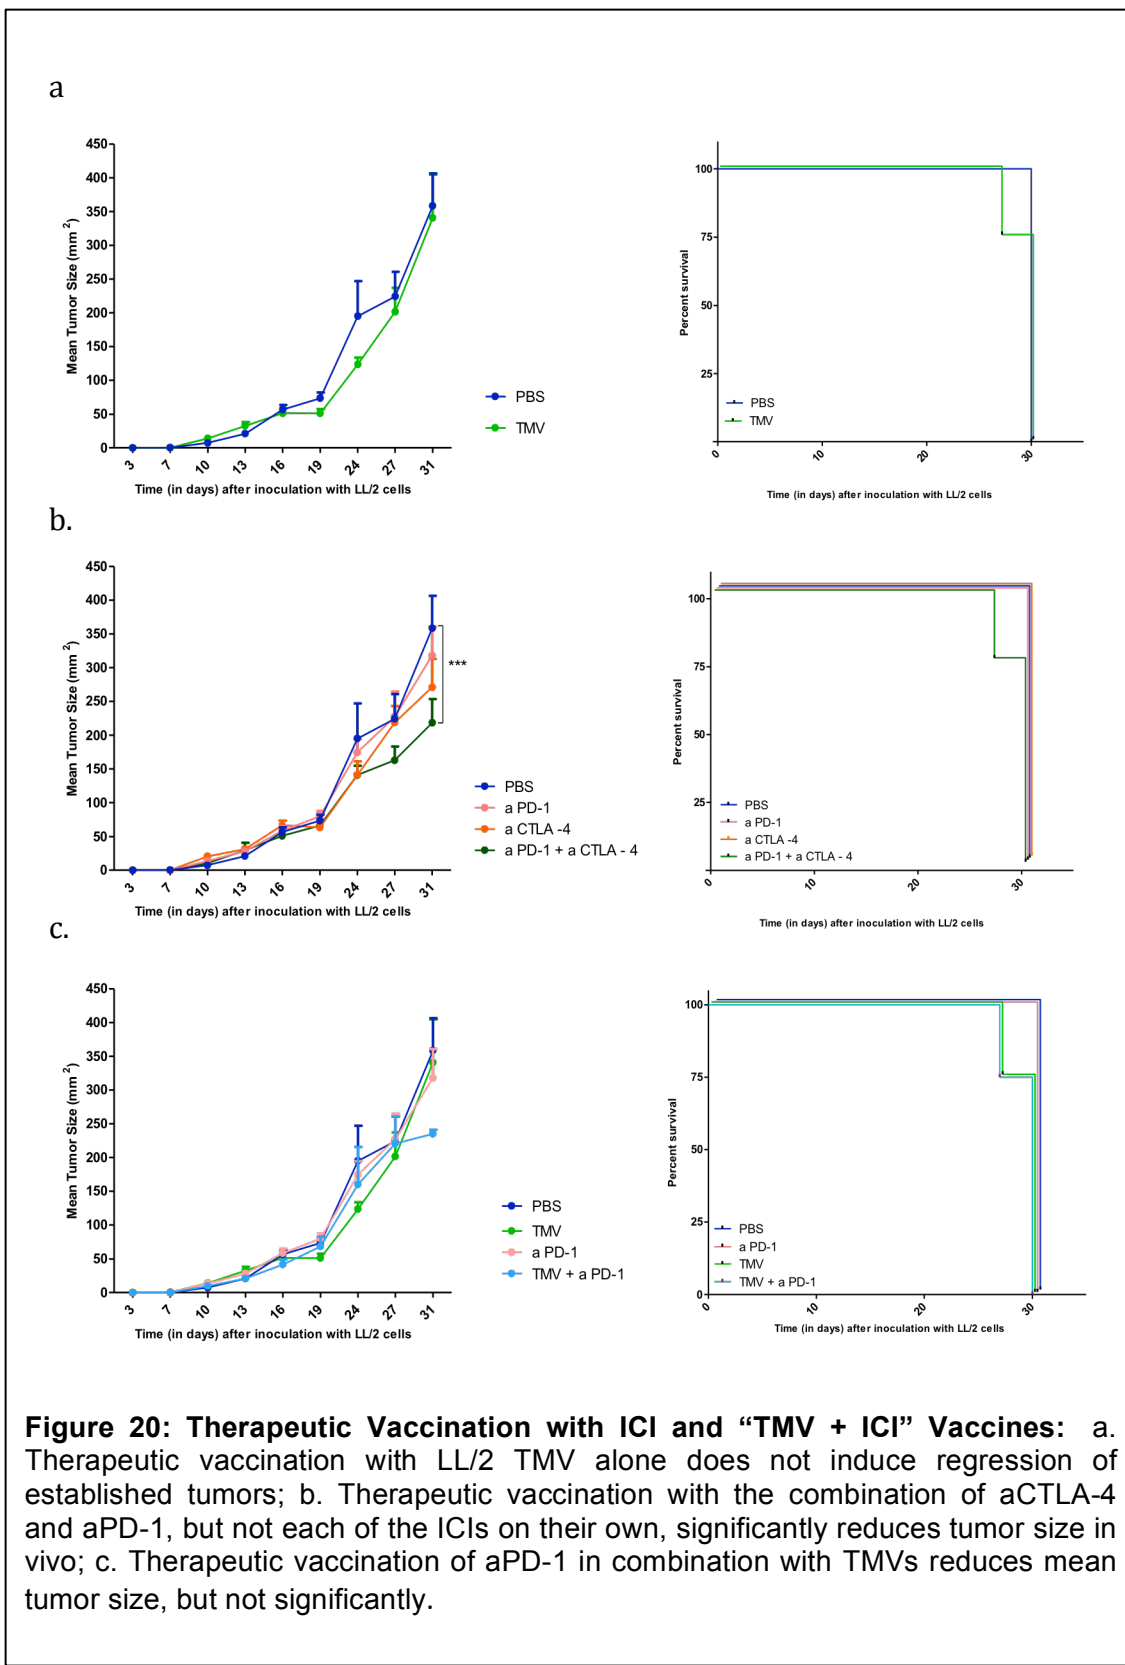 a
450
400
350
300
250
200
150
100
50
0
Mean Tumor Size (mm 2)
3 7 10 13 16 19 24 27 31
Time (in days) after inoculation with LL/2 cells
PBS
TMV
100
75
50
25
Percent survival
0 10 20 30
PBS
TMV
Time (in days) after inoculation with LL/2 cells
b.
450
400
350
300
250
200
150
100
50
0
Mean Tumor Size (mm 2)
3 7 10 13 16 19 24 27 31
Time (in days) after inoculation with LL/2 cells
***
PBS
a PD-1
a CTLA -4
a PD-1 + a CTLA - 4
100
75
50
25
Percent survival
0 10 20 30
PBS
a PD-1
a CTLA -4
a PD-1 + a CTLA - 4
Time (in days) after inoculation with LL/2 cells
c.
450
400
350
300
250
200
150
100
50
0
Mean Tumor Size (mm 2)
3 7 10 13 16 19 24 27 31
Time (in days) after inoculation with LL/2 cells
PBS
TMV
a PD-1
TMV + a PD-1
100
75
50
25
0
Percent survival
0 10 20 30
PBS
a PD-1
TMV
TMV + a PD-1
Time (in days) after inoculation with LL/2 cells
Figure 20: Therapeutic Vaccination with ICI and “TMV + ICI” Vaccines: a.
Therapeutic vaccination with LL/2 TMV alone does not induce regression of
established tumors; b. Therapeutic vaccination with the combination of aCTLA-4
and aPD-1, but not each of the ICIs on their own, significantly reduces tumor size in
vivo; c. Therapeutic vaccination of aPD-1 in combination with TMVs reduces mean
tumor size, but not significantly.